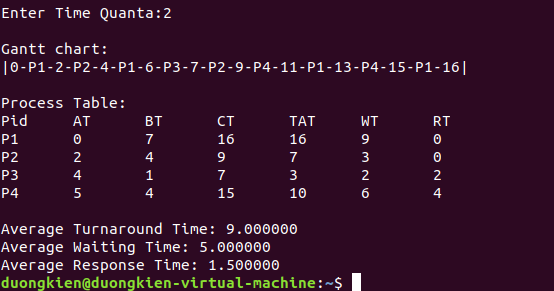 Enter Time Quanta:2
Gantt chart:
|0-P1-2-P2-4-P1-6-P3-7-P2-9-P4-11-P1-13-P4-15-P1-16|
Process Table:
Pid AT BT CT TAT WT RT
P1 0 7 16 16 9 0
P2 2 4 9 7 3 0
P3 4 1 7 3 2 2
P4 5 4 15 10 6 4
Average Turnaround Time: 9.000000
Average Waiting Time: 5.000000
Average Response Time: 1.500000
duongkien@duongkien-virtual-machine:~$